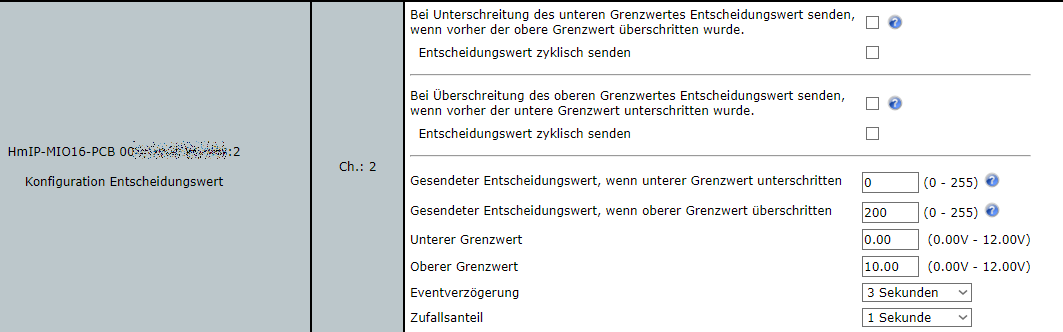 Bei Unterschreitung des unteren Grenzwertes Entscheidungswert senden,
wenn vorher der obere Grenzwert überschritten wurde.
Entscheidungswert zyklisch senden
Bei Überschreitung des oberen Grenzwertes Entscheidungswert senden,
wenn vorher der untere Grenzwert unterschritten wurde.
Entscheidungswert zyklisch senden
HmIP-MIO16-PCB 00 :2
Konfiguration Entscheidungswert
Ch.: 2
Gesendeter Entscheidungswert, wenn unterer Grenzwert unterschritten 0 (0 - 255)
Gesendeter Entscheidungswert, wenn oberer Grenzwert überschritten 200 (0 - 255)
Unterer Grenzwert 0.00 (0.00V - 12.00V)
Oberer Grenzwert 10.00 (0.00V - 12.00V)
Eventverzögerung 3 Sekunden
Zufallsanteil 1 Sekunde